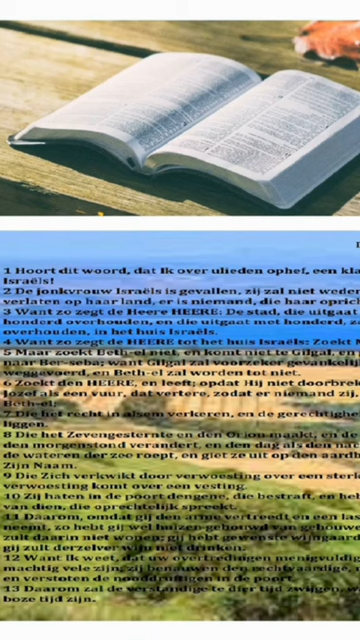 1 Hoort dit woord, dat Ik over ulieden ophef, een kla
Israëls!
2 De jonkvrouw Israëls is gevallen, zij zal niet weder
verlaten op haar land, er is niemand, die haar oprich
3 Want zo zegt de Heere HEERE: De stad, die uitgaat
honderd overhouden, en die uitgaat met honderd, z
overhouden, in het huis Israëls.
4 Want zo zegt de HEERE tot het huis Israëls: Zoekt M
5 Maar zoekt Beth-el niet, en komt niet te Gilgal, en
naar Ber-seba; want Gilgal zal voorzeker gevankelijk
weggevoerd, en Beth-el zal worden tot niet.
6 Zoekt den HEERE, en leeft; opdat Hij niet doorbrek
Jozef als een vuur, dat vertere, zodat er niemand zij,
Beth-el.
7 Die het recht in alsem verkeren, en de gerechtighe
liggen.
8 Die het Zevengesternte en den Orion maakt, en d
den morgenstond verandert, en den dag als den na
de wateren der zee roept, en giet ze uit op den aardb
Zijn Naam.
9 Die Zich verkwikt door verwoesting over een sterk
verwoesting komt over een vesting.
10 Zij haten in de poort dengene, die bestraft, en he
van dien, die oprechtelijk spreekt.
11 Daarom, omdat gij den arme vertreedt en een las
neemt, zo hebt gij wel huizen gebouwd van gehouw
zult daarin niet wonen; gij hebt gewenste wijngaard
gij zult derzelver wijn niet drinken.
12 Want Ik weet, dat uw overtredingen menigvuldig
machtig vele zijn; zij benauwen den rechtvaardige, n
en verstoten de nooddruftigen in de poort.
13 Daarom zal de verstandige te dier tijd zwijgen, wa
boze tijd zijn.